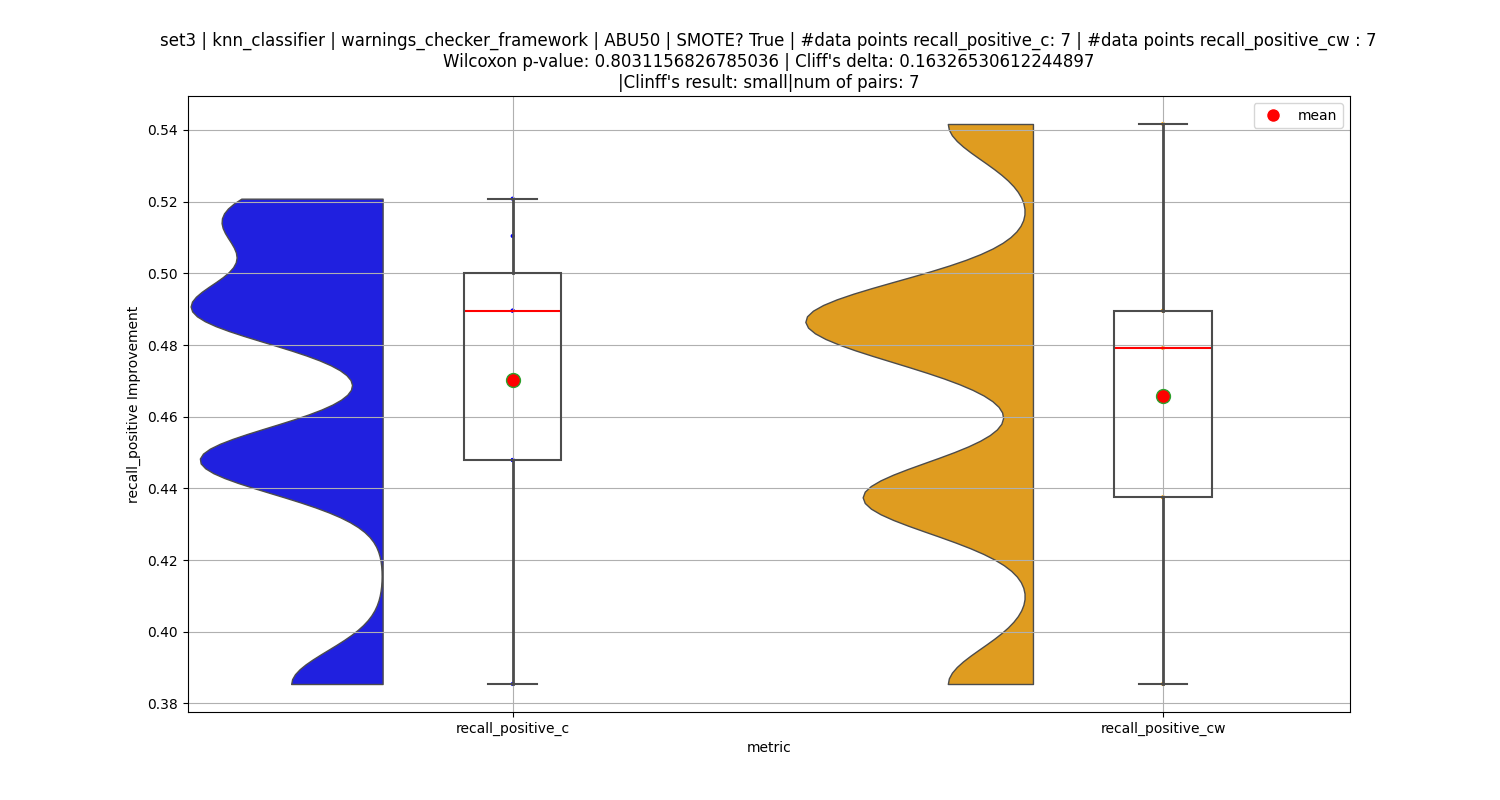 set3 | knn_classifier | warnings_checker_framework | ABU50 | SMOTE? True | #data points recall_positive_c: 7 | #data points recall_positive_cw : 7
Wilcoxon p-value: 0.8031156826785036 | Cliff's delta: 0.16326530612244897
|Clinff's result: small|num of pairs: 7
mean
0.54
0.52
0.50
0.48
0.46
0.44
0.42
0.40
0.38
recall_positive Improvement
recall_positive_c
recall_positive_cw
metric